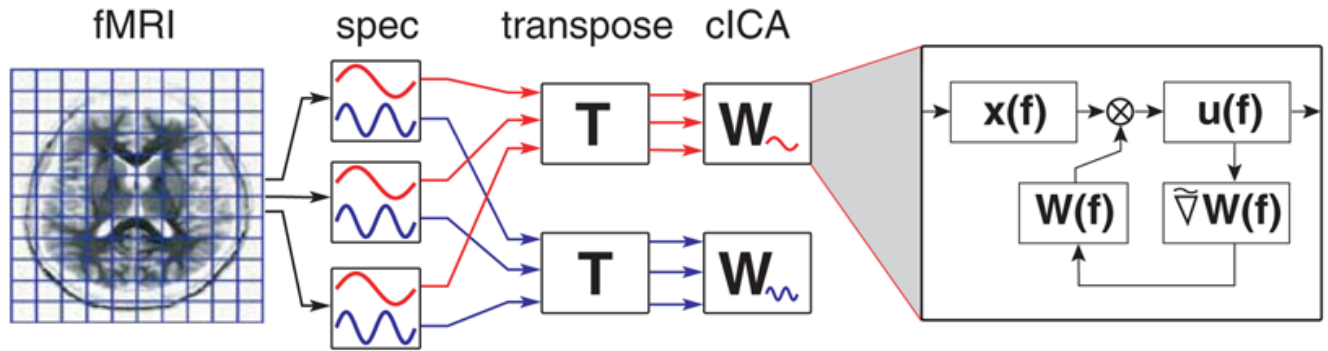 fMRI spec transpose cICA
T W
T W
x(f) ⊗ u(f)
W(f) ∇̃W(f)